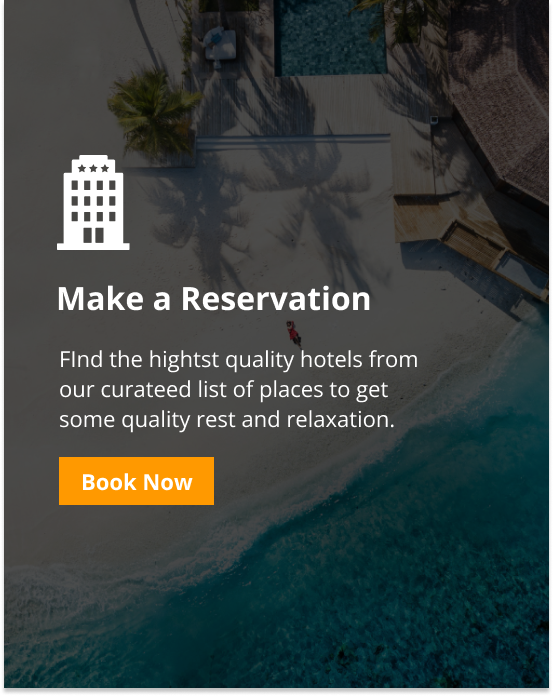 Make a Reservation
FInd the hightst quality hotels from
our curateed list of places to get
some quality rest and relaxation.
Book Now